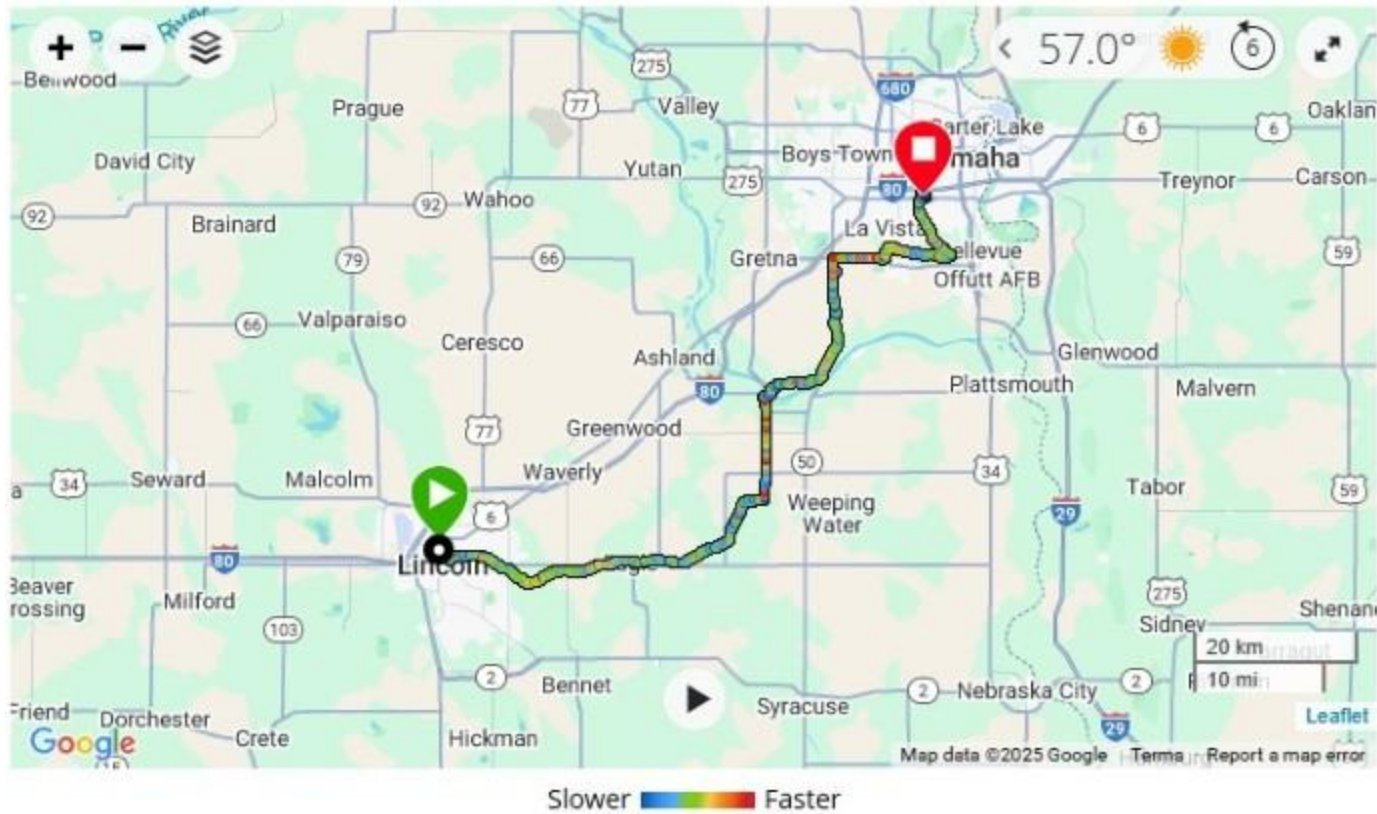 +
−
57.0°
6
Bellwood
275
680
Prague
77
Valley
Carter Lake
6
6
David City
Boys Town
maha
Yutan
275
80
Treynor
Carson
92
92
Wahoo
Brainard
La Vista
79
66
Gretna
ellevue
59
Offutt AFB
66
Valparaiso
Ceresco
Ashland
Glenwood
80
Plattsmouth
Malvern
77
Greenwood
34
Seward
Malcolm
Waverly
50
34
Tabor
59
6
Weeping
Water
29
80
Lincoln
Beaver
rossing
Milford
275
103
Sidney
Shenan
20 km
10 mi
2
Bennet
Syracuse
2
Nebraska City
2
Friend
Dorchester
Crete
Hickman
29
Leaflet
Google
Map data ©2025 Google
Terms
Report a map error
Slower
Faster